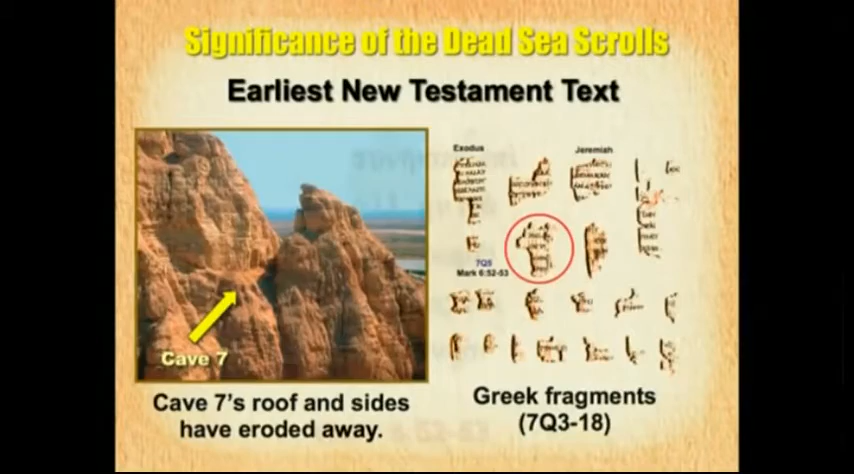 Significance of the Dead Sea Scrolls
Earliest New Testament Text
Exodus
Jeremiah
7Q5
Mark 6:52-53
Cave 7
Cave 7's roof and sides
have eroded away.
Greek fragments
(7Q3-18)